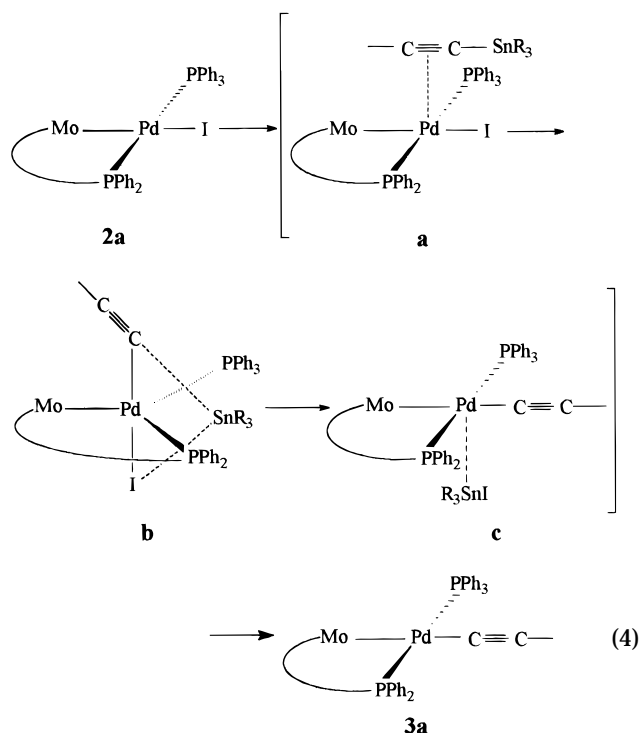 PPh3
Mo Pd I
PPh2
2a
C≡C SnR3
PPh3
Mo Pd I
PPh2
a
C≡C
PPh3
Mo Pd
SnR3
PPh2
I
b
PPh3
Mo Pd C≡C
PPh2
R3SnI
c
PPh3
Mo Pd C≡C (4)
PPh2
3a